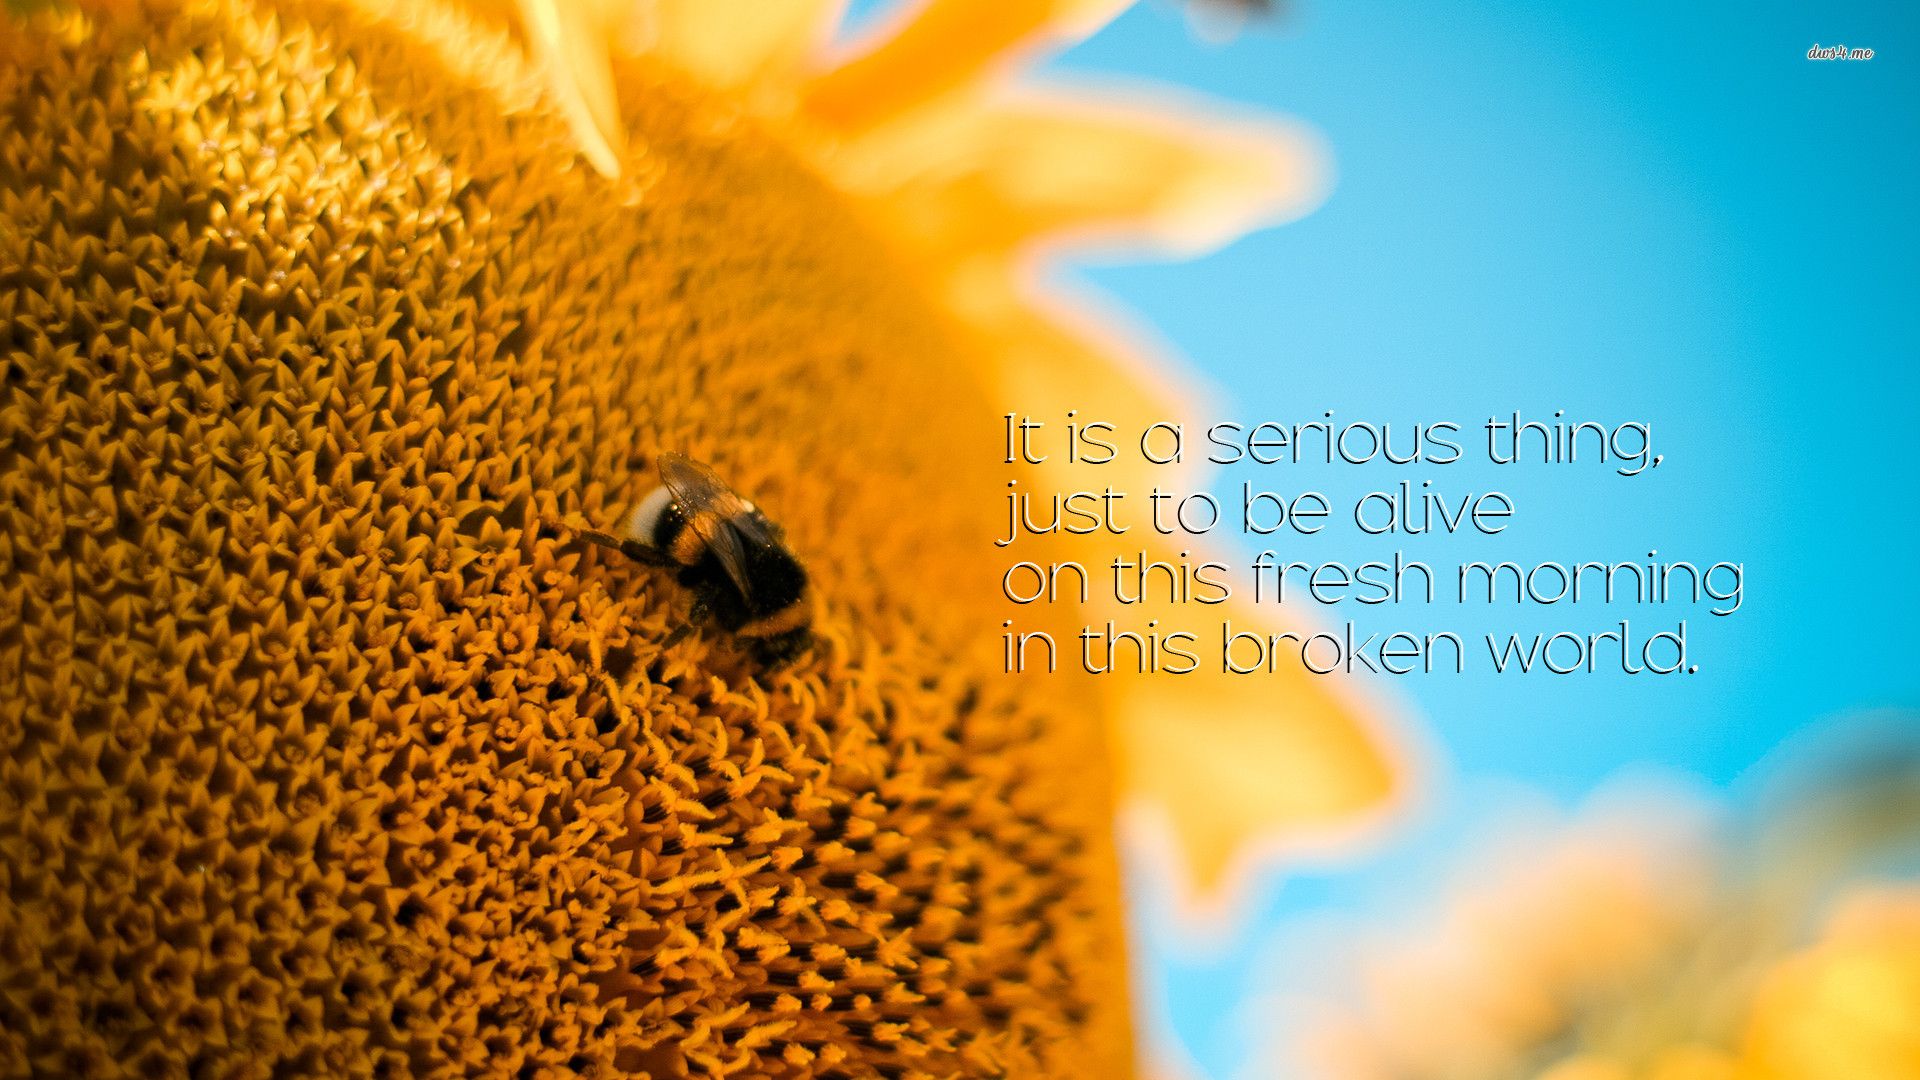 dws4.me
It is a serious thing,
just to be alive
on this fresh morning
in this broken world.